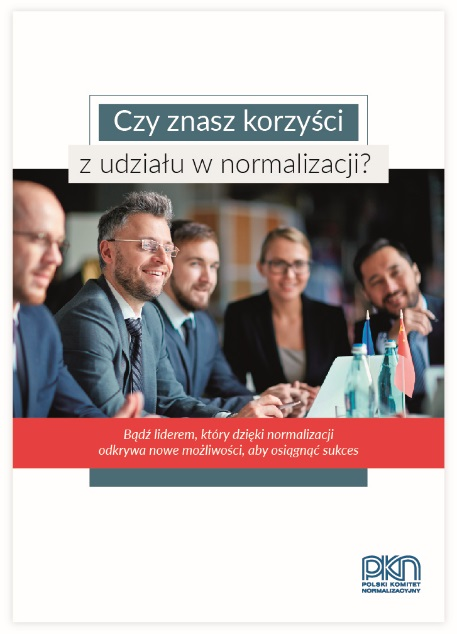 Czy znasz korzyści
z udziału w normalizacji?
Bądź liderem, który dzięki normalizacji
odkrywa nowe możliwości, aby osiągnąć sukces
PKN
POLSKI KOMITET
NORMALIZACYJNY